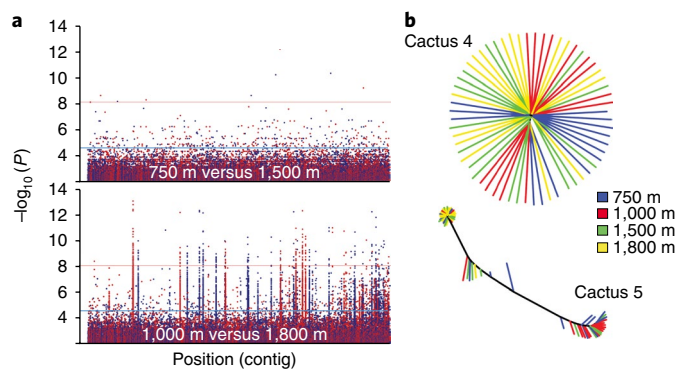 a
14
12
10
8
6
4
750 m versus 1,500 m
14
12
10
8
6
4
1,000 m versus 1,800 m
–log10 (P)
Position (contig)
b
Cactus 4
750 m
1,000 m
1,500 m
1,800 m
Cactus 5